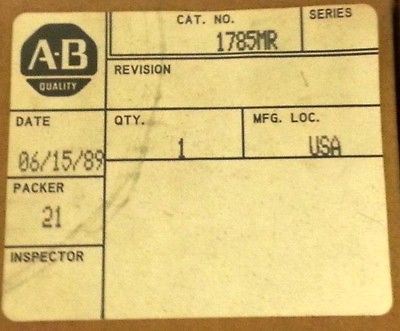 A-B
QUALITY
CAT. NO. SERIES
1785MR
REVISION
DATE QTY. MFG. LOC.
06/15/89 1 USA
PACKER
21
INSPECTOR